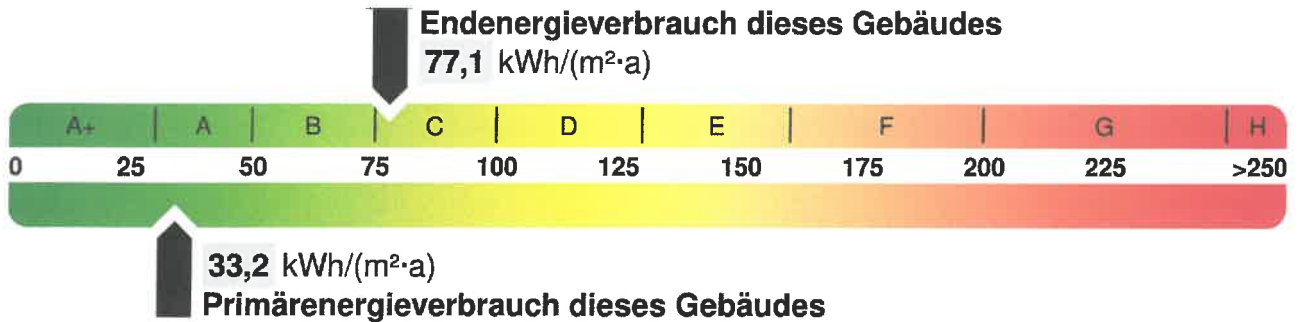 Endenergieverbrauch dieses Gebäudes
77,1 kWh/(m²·a)
A+ A B C D E F G H
0 25 50 75 100 125 150 175 200 225 >250
33,2 kWh/(m²·a)
Primärenergieverbrauch dieses Gebäudes